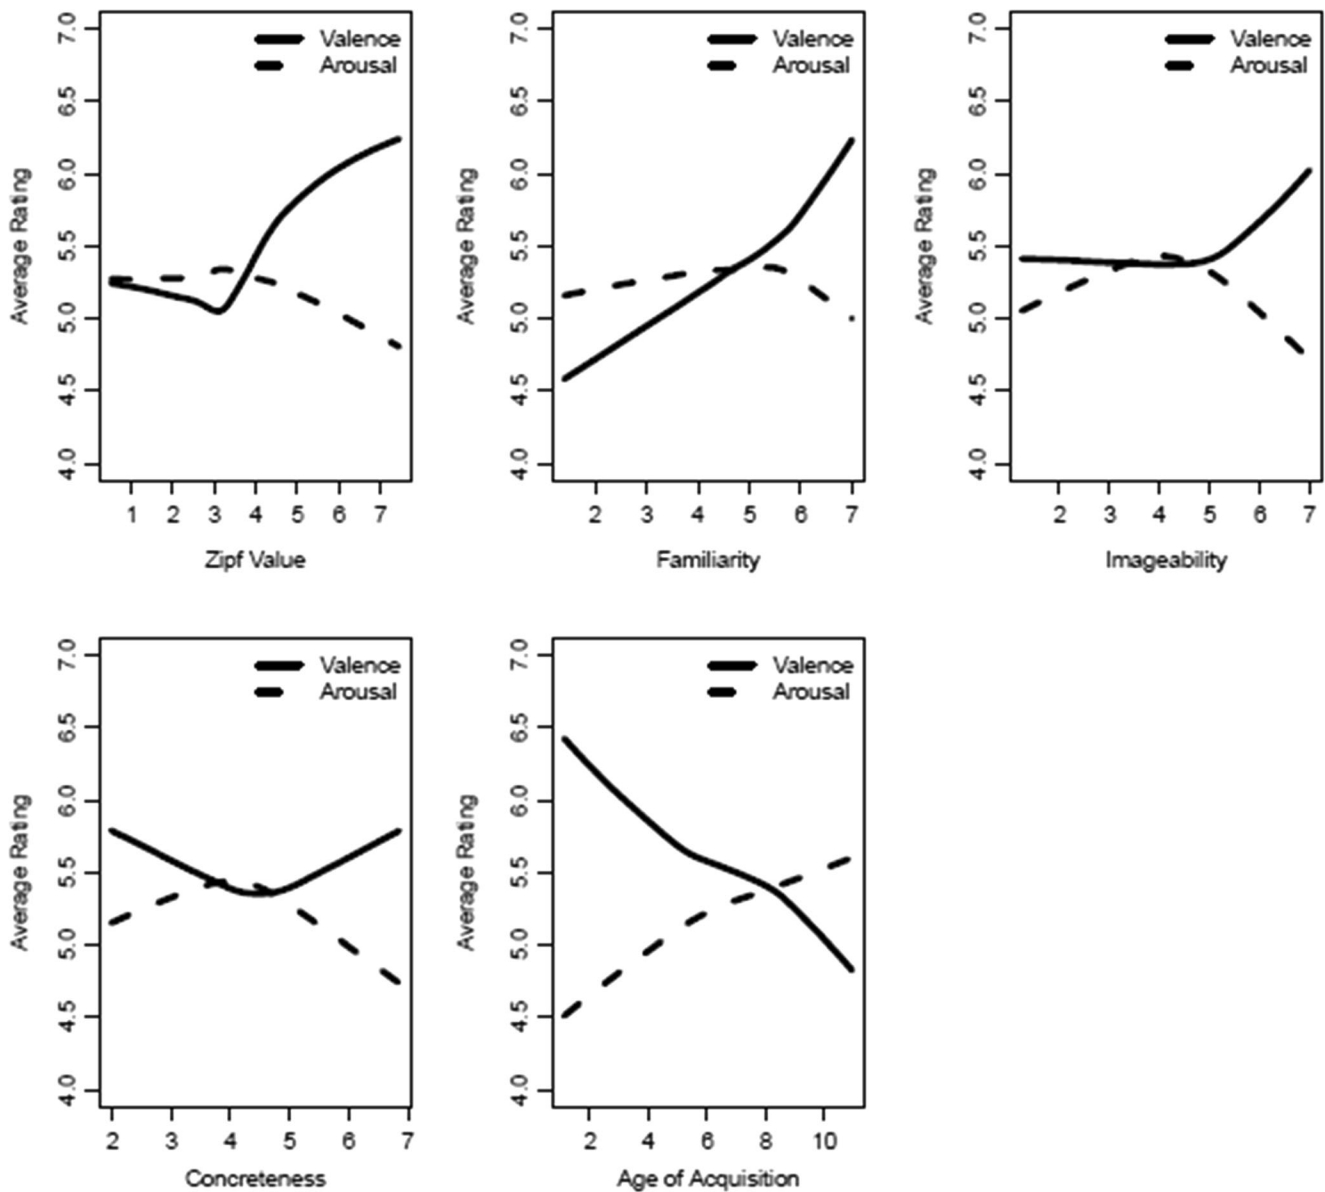 Valence
Arousal
7.0
6.5
6.0
5.5
5.0
4.5
4.0
Average Rating
1 2 3 4 5 6 7
Zipf Value
Valence
Arousal
7.0
6.5
6.0
5.5
5.0
4.5
4.0
Average Rating
2 3 4 5 6 7
Familiarity
Valence
Arousal
7.0
6.5
6.0
5.5
5.0
4.5
4.0
Average Rating
2 3 4 5 6 7
Imageability
Valence
Arousal
7.0
6.5
6.0
5.5
5.0
4.5
4.0
Average Rating
2 3 4 5 6 7
Concreteness
Valence
Arousal
7.0
6.5
6.0
5.5
5.0
4.5
4.0
Average Rating
2 4 6 8 10
Age of Acquisition